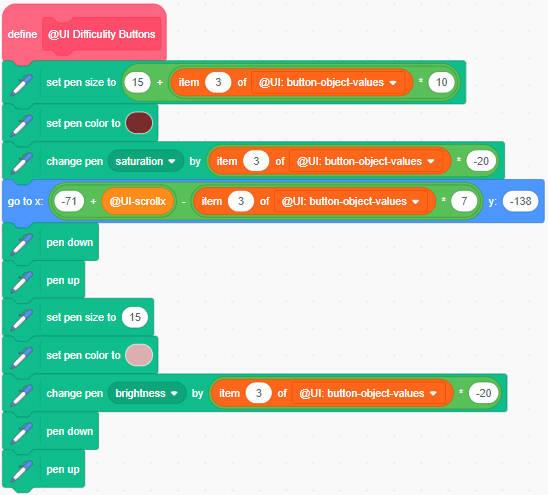 define @UI Difficulity Buttons
set pen size to 15 + item 3 of @UI: button-object-values * 10
set pen color to
change pen saturation by item 3 of @UI: button-object-values * -20
go to x: -71 + @UI-scrollx - item 3 of @UI: button-object-values * 7 y: -138
pen down
pen up
set pen size to 15
set pen color to
change pen brightness by item 3 of @UI: button-object-values * -20
pen down
pen up